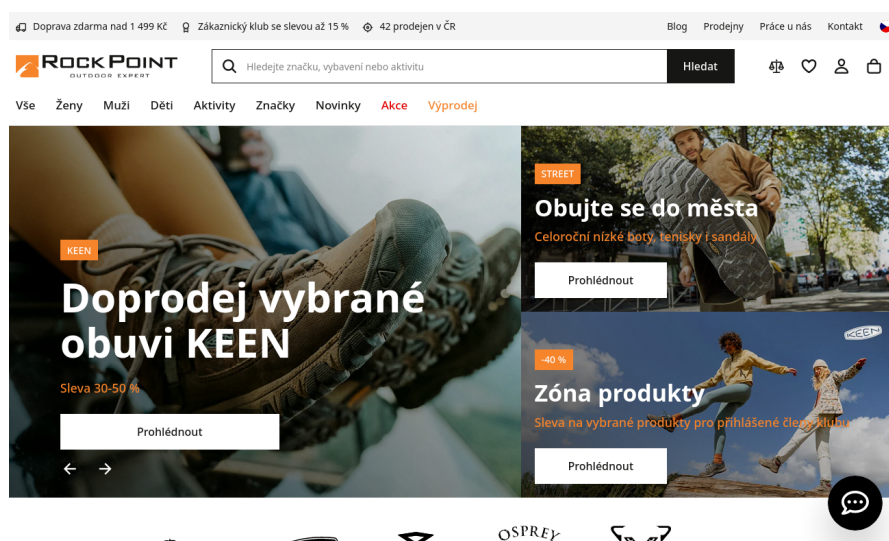 Doprava zdarma nad 1 499 Kč
Zákaznický klub se slevou až 15 %
42 prodejen v ČR
Blog
Prodejny
Práce u nás
Kontakt
ROCK POINT
OUTDOOR EXPERT
Hledejte značku, vybavení nebo aktivitu
Hledat
Vše
Ženy
Muži
Děti
Aktivity
Značky
Novinky
Akce
Výprodej
KEEN
Doprodej vybrané
obuvi KEEN
Sleva 30-50 %
Prohlédnout
STREET
Obujte se do města
Celoroční nízké boty, tenisky i sandály
Prohlédnout
KEEN
-40 %
Zóna produkty
Sleva na vybrané produkty pro přihlášené členy klubu
Prohlédnout
OSPREY